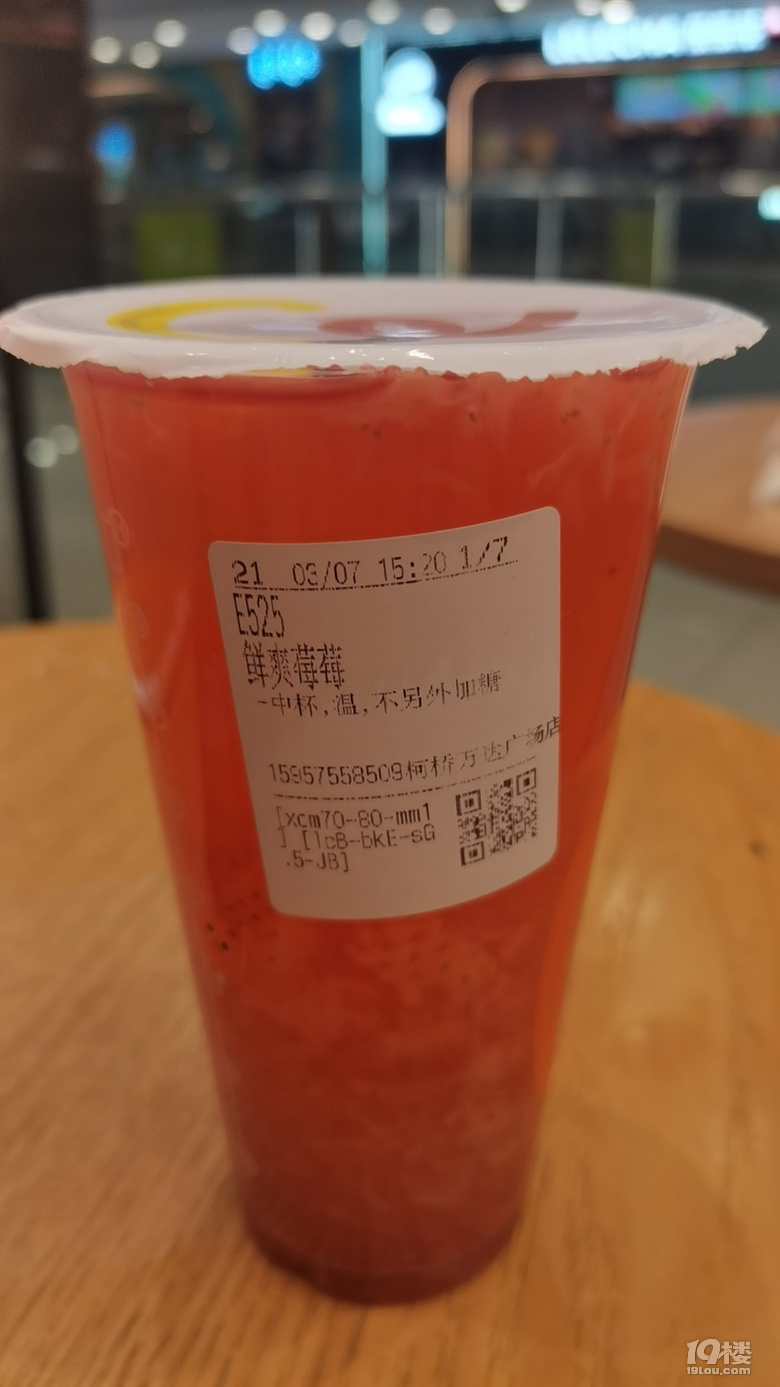 21 03/07 15:20 1/7
E525
鲜爽莓莓
-中杯,温,不另外加糖
15957558509柯桥万达广场店
[xcm70-80-mm1
] [1cB-bKE-sG
.5-JB]
19楼
19lou.com